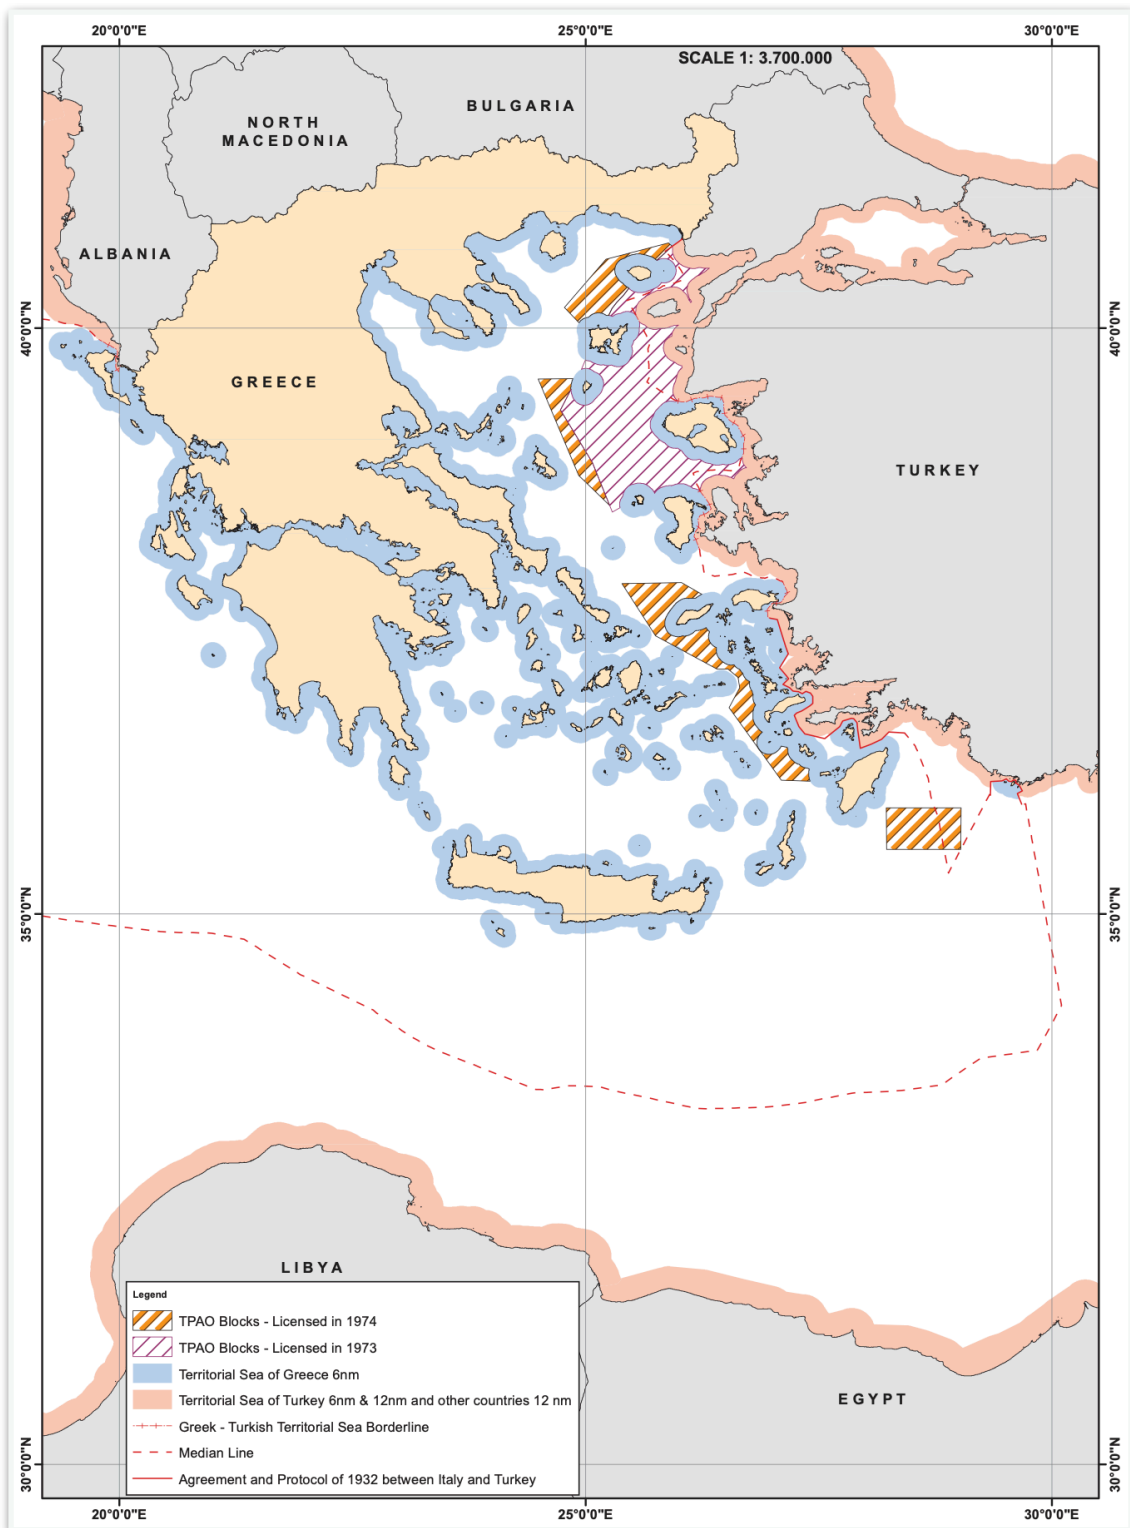 20°0'0"E
25°0'0"E
30°0'0"E
SCALE 1: 3.700.000
BULGARIA
NORTH
MACEDONIA
ALBANIA
40°0'0"N
40°0'0"N
GREECE
TURKEY
35°0'0"N
35°0'0"N
LIBYA
EGYPT
Legend
TPAO Blocks - Licensed in 1974
TPAO Blocks - Licensed in 1973
Territorial Sea of Greece 6nm
Territorial Sea of Turkey 6nm & 12nm and other countries 12 nm
Greek - Turkish Territorial Sea Borderline
Median Line
Agreement and Protocol of 1932 between Italy and Turkey
30°0'0"N
30°0'0"N
20°0'0"E
25°0'0"E
30°0'0"E